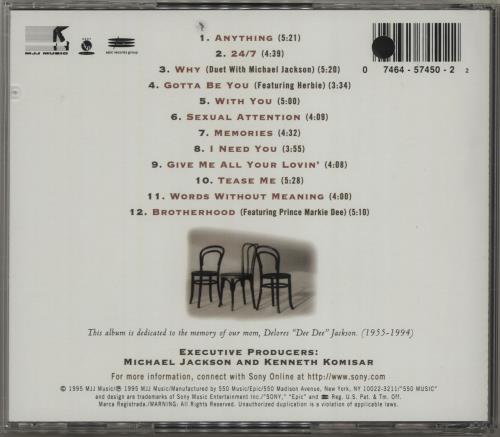 MJJ MUSIC
epic records group
1. ANYTHING (5:21)
2. 24/7 (4:39)
3. WHY (Duet With Michael Jackson) (5:20)
4. GOTTA BE YOU (Featuring Herbie) (3:34)
5. WITH YOU (5:00)
6. SEXUAL ATTENTION (4:09)
7. MEMORIES (4:32)
8. I NEED YOU (3:55)
9. GIVE ME ALL YOUR LOVIN' (4:08)
10. TEASE ME (5:28)
11. WORDS WITHOUT MEANING (4:00)
12. BROTHERHOOD (Featuring Prince Markie Dee) (5:10)
0 7464-57450-2 2
This album is dedicated to the memory of our mom, Delores "Dee Dee" Jackson. (1955-1994)
EXECUTIVE PRODUCERS:
MICHAEL JACKSON AND KENNETH KOMISAR
For more information, connect with Sony Online at http://www.sony.com
© 1995 MJJ Music/℗ 1995 MJJ Music/Manufactured by 550 Music/Epic/550 Madison Avenue, New York, NY 10022-3211/"550 MUSIC"
and design are trademarks of Sony Music Entertainment Inc./"SONY," "Epic" and Reg. U.S. Pat. & Tm. Off.
Marca Registrada./WARNING: All Rights Reserved. Unauthorized duplication is a violation of applicable laws.